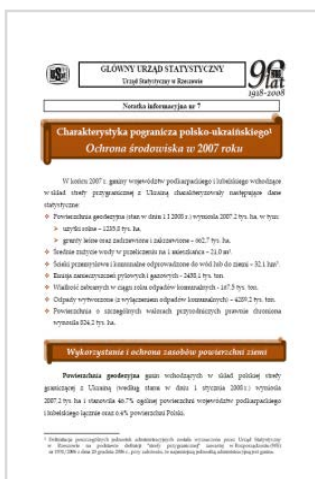 GŁÓWNY URZĄD STATYSTYCZNY
Urząd Statystyczny w Rzeszowie
90 lat
1918-2008
Notatka informacyjna nr 7
Charakterystyka pogranicza polsko-ukraińskiego¹
Ochrona środowiska w 2007 roku
W końcu 2007 r. gminy województw podkarpackiego i lubelskiego wchodzące
w skład strefy przygranicznej z Ukrainą charakteryzowały następujące dane
statystyczne:
Powierzchnia geodezyjna (stan w dniu 1 I 2008 r.) wyniosła 2007,2 tys. ha, w tym:
użytki rolne – 1235,5 tys. ha,
grunty leśne oraz zadrzewione i zakrzewione – 662,7 tys. ha.
Średnie zużycie wody w przeliczeniu na 1 mieszkańca – 21,0 m³.
Ścieki przemysłowe i komunalne odprowadzone do wód lub do ziemi – 32,1 hm³.
Emisja zanieczyszczeń pyłowych i gazowych – 2498,1 tys. ton.
Wielkość zebranych w ciągu roku odpadów komunalnych – 167,5 tys. ton.
Odpady wytworzone (z wyłączeniem odpadów komunalnych) – 4289,2 tys. ton.
Powierzchnia o szczególnych walorach przyrodniczych prawnie chroniona
wyniosła 824,2 tys. ha.
Wykorzystanie i ochrona zasobów powierzchni ziemi
Powierzchnia geodezyjna gmin wchodzących w skład polskiej strefy
granicznej z Ukrainą (według stanu w dniu 1 stycznia 2008 r.) wyniosła
2007,2 tys. ha i stanowiła 46,7% ogólnej powierzchni województw podkarpackiego
i lubelskiego łącznie oraz 6,4% powierzchni Polski.